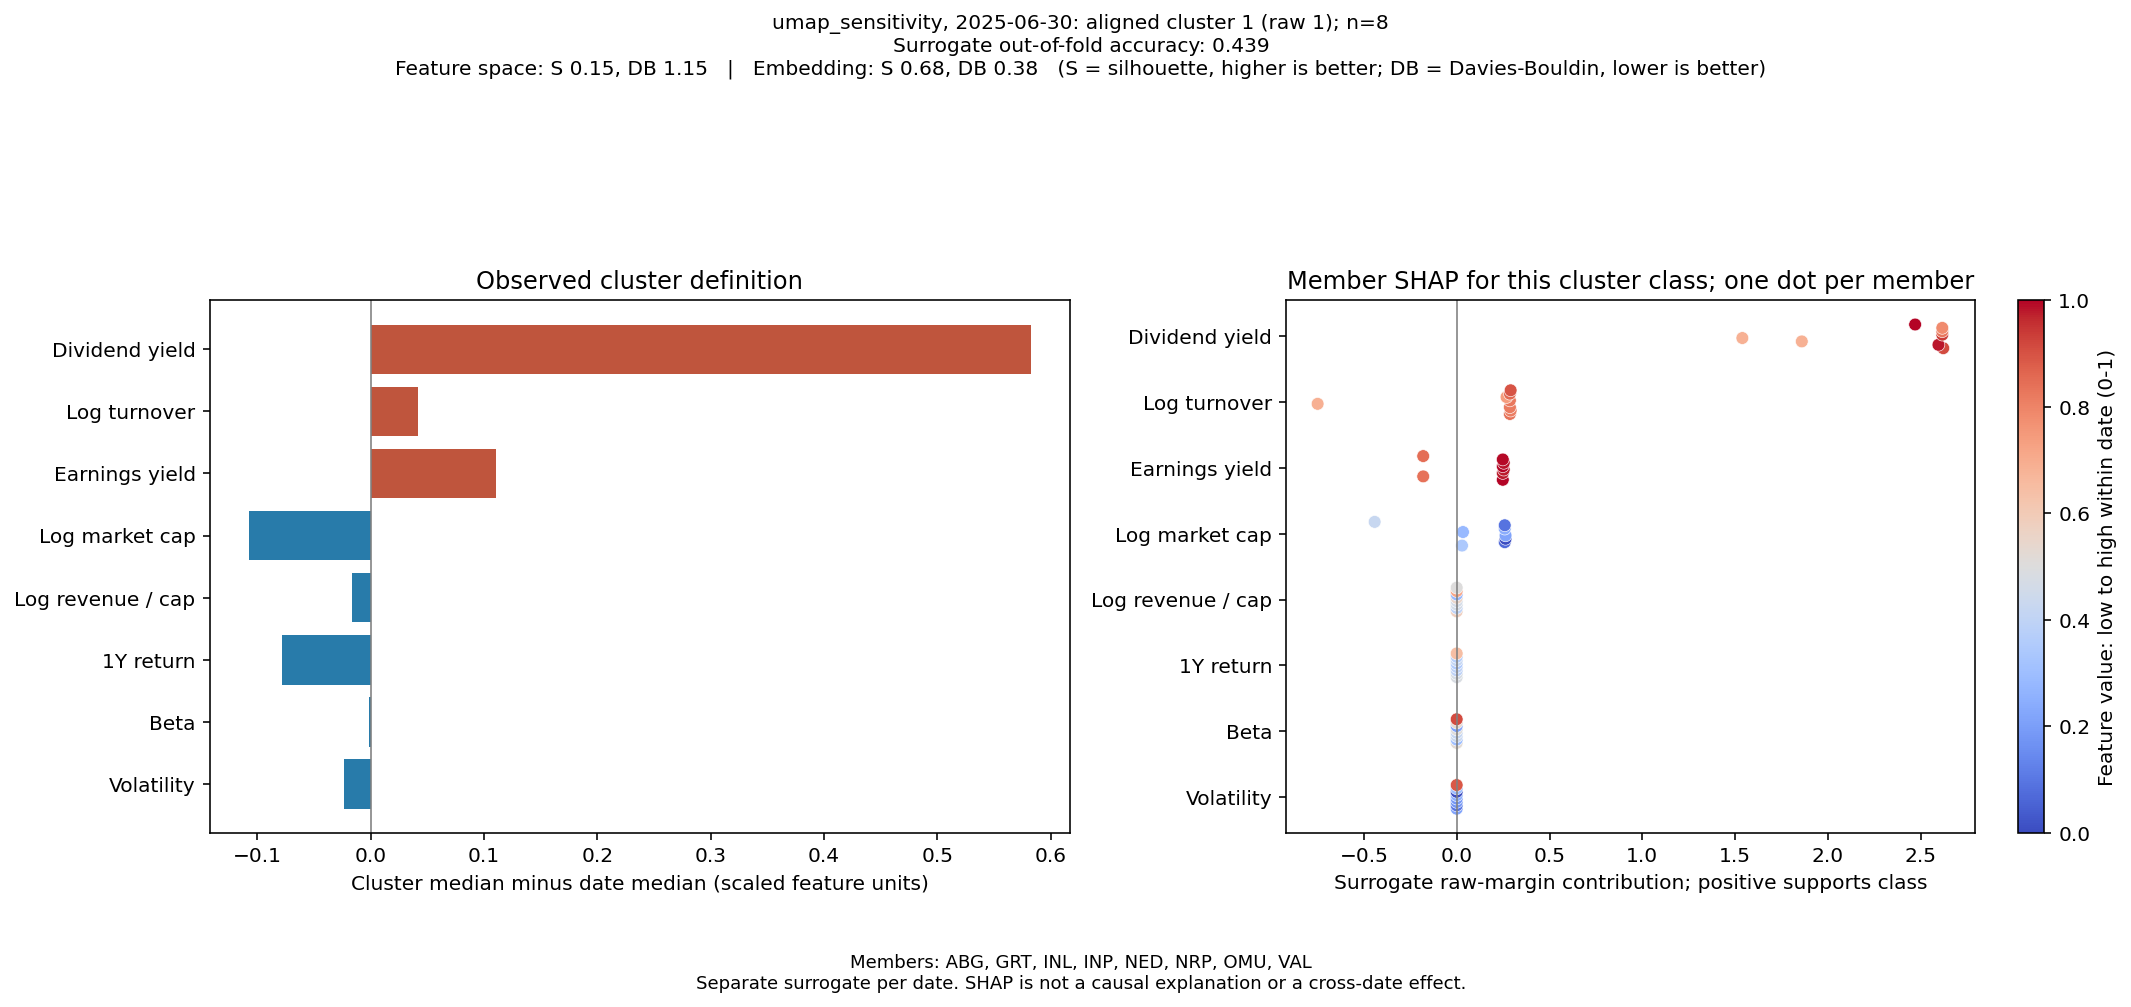 umap_sensitivity, 2025-06-30: aligned cluster 1 (raw 1); n=8
Surrogate out-of-fold accuracy: 0.439
Feature space: S 0.15, DB 1.15   |   Embedding: S 0.68, DB 0.38   (S = silhouette, higher is better; DB = Davies-Bouldin, lower is better)
Observed cluster definition
Dividend yield
Log turnover
Earnings yield
Log market cap
Log revenue / cap
1Y return
Beta
Volatility
−0.1 0.0 0.1 0.2 0.3 0.4 0.5 0.6
Cluster median minus date median (scaled feature units)
Member SHAP for this cluster class; one dot per member
Dividend yield
Log turnover
Earnings yield
Log market cap
Log revenue / cap
1Y return
Beta
Volatility
−0.5 0.0 0.5 1.0 1.5 2.0 2.5
Surrogate raw-margin contribution; positive supports class
1.0
0.8
0.6
0.4
0.2
0.0
Feature value: low to high within date (0-1)
Members: ABG, GRT, INL, INP, NED, NRP, OMU, VAL
Separate surrogate per date. SHAP is not a causal explanation or a cross-date effect.